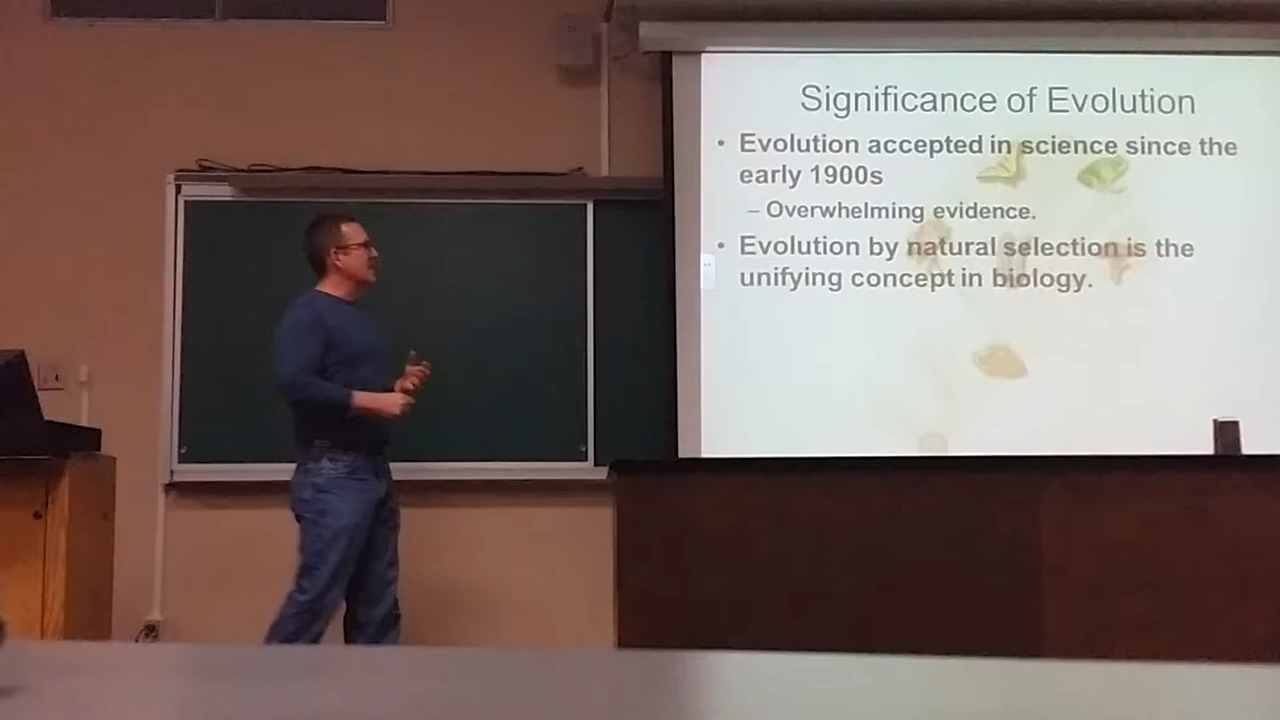 Significance of Evolution
• Evolution accepted in science since the
early 1900s
– Overwhelming evidence.
• Evolution by natural selection is the
unifying concept in biology.